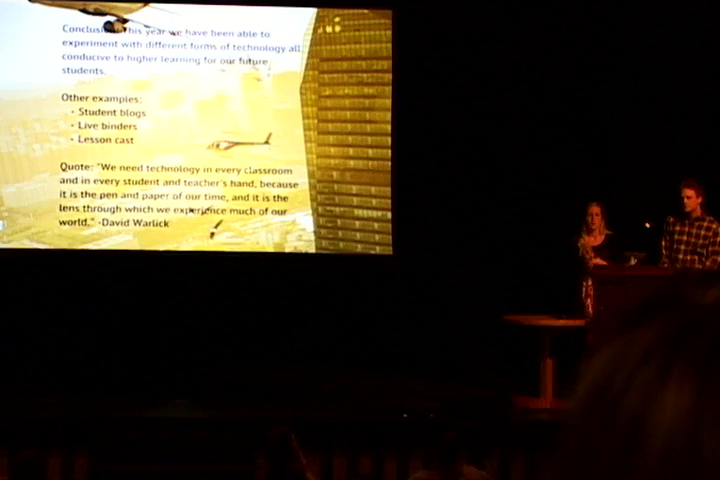 Conclusion: This year we have been able to
experiment with different forms of technology all
conducive to higher learning for our future
students.
Other examples:
- Student blogs
- Live binders
- Lesson cast
Quote: "We need technology in every classroom
and in every student and teacher's hand, because
it is the pen and paper of our time, and it is the
lens through which we experience much of our
world." -David Warlick